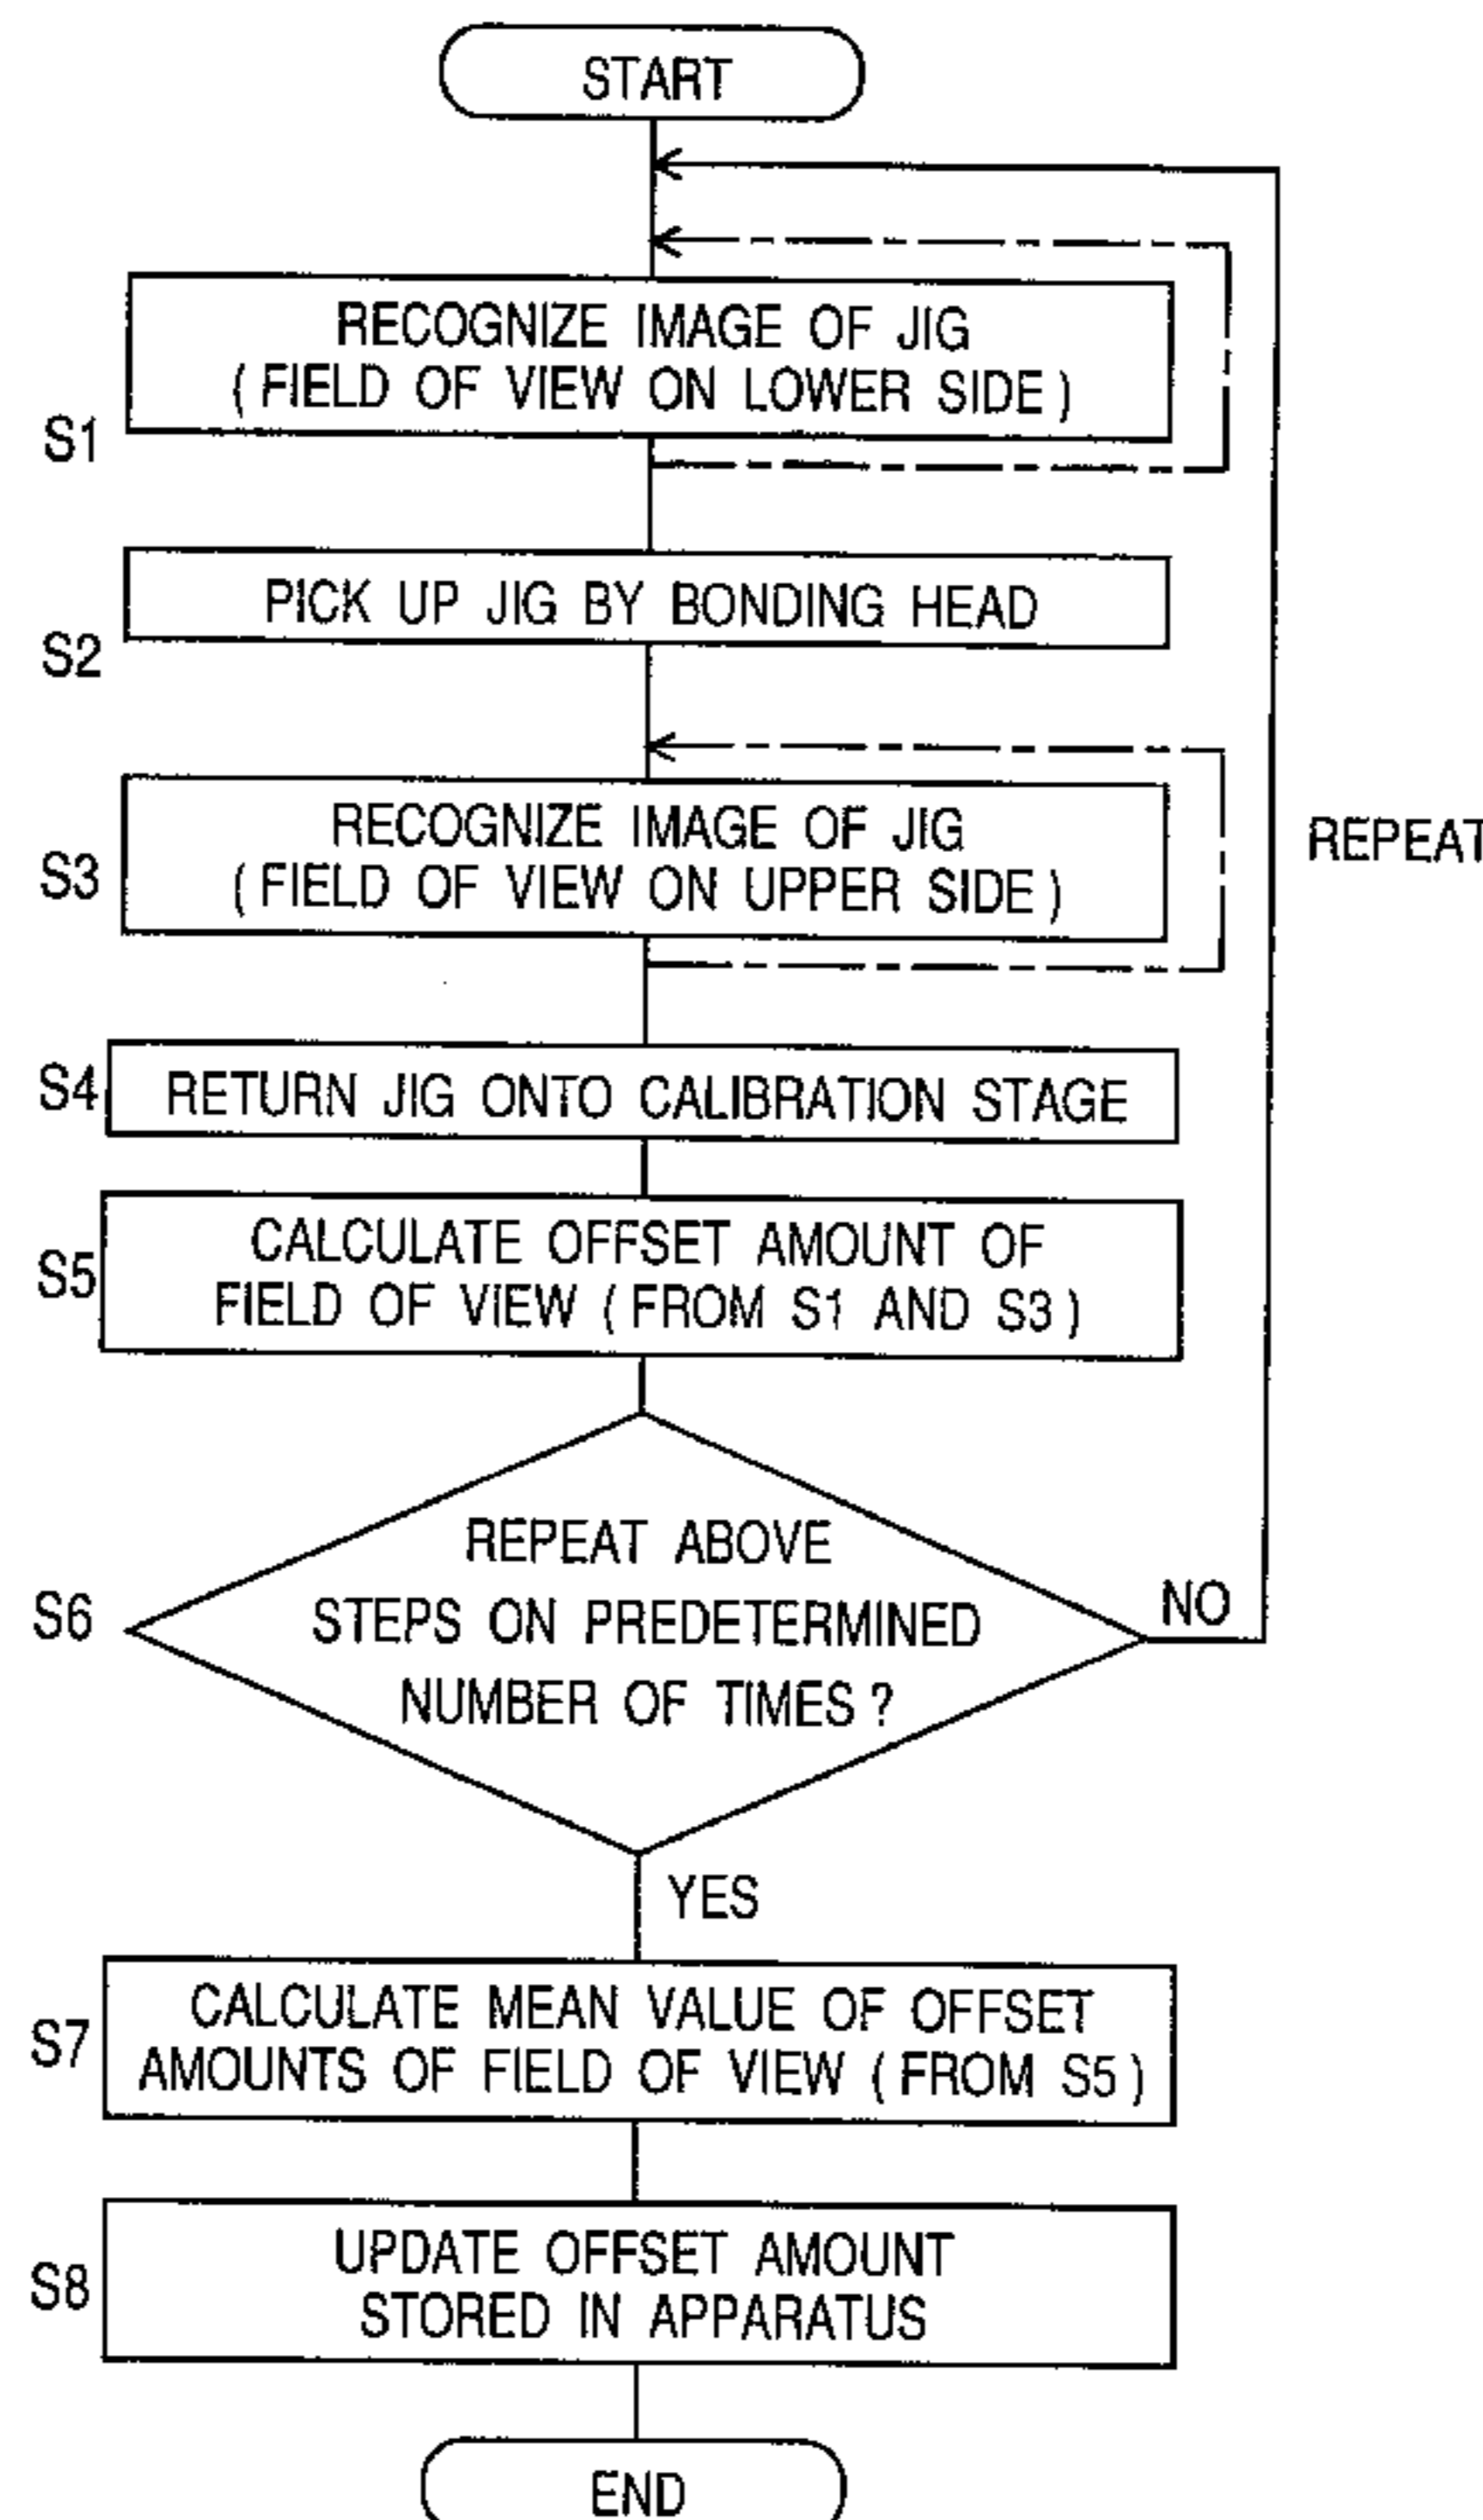 START
RECOGNIZE IMAGE OF JIG
( FIELD OF VIEW ON LOWER SIDE )
S1
PICK UP JIG BY BONDING HEAD
S2
RECOGNIZE IMAGE OF JIG
( FIELD OF VIEW ON UPPER SIDE )
S3
REPEAT
S4
RETURN JIG ONTO CALIBRATION STAGE
S5
CALCULATE OFFSET AMOUNT OF
FIELD OF VIEW ( FROM S1 AND S3 )
S6
REPEAT ABOVE
STEPS ON PREDETERMINED
NUMBER OF TIMES ?
NO
YES
S7
CALCULATE MEAN VALUE OF OFFSET
AMOUNTS OF FIELD OF VIEW ( FROM S5 )
S8
UPDATE OFFSET AMOUNT
STORED IN APPARATUS
END